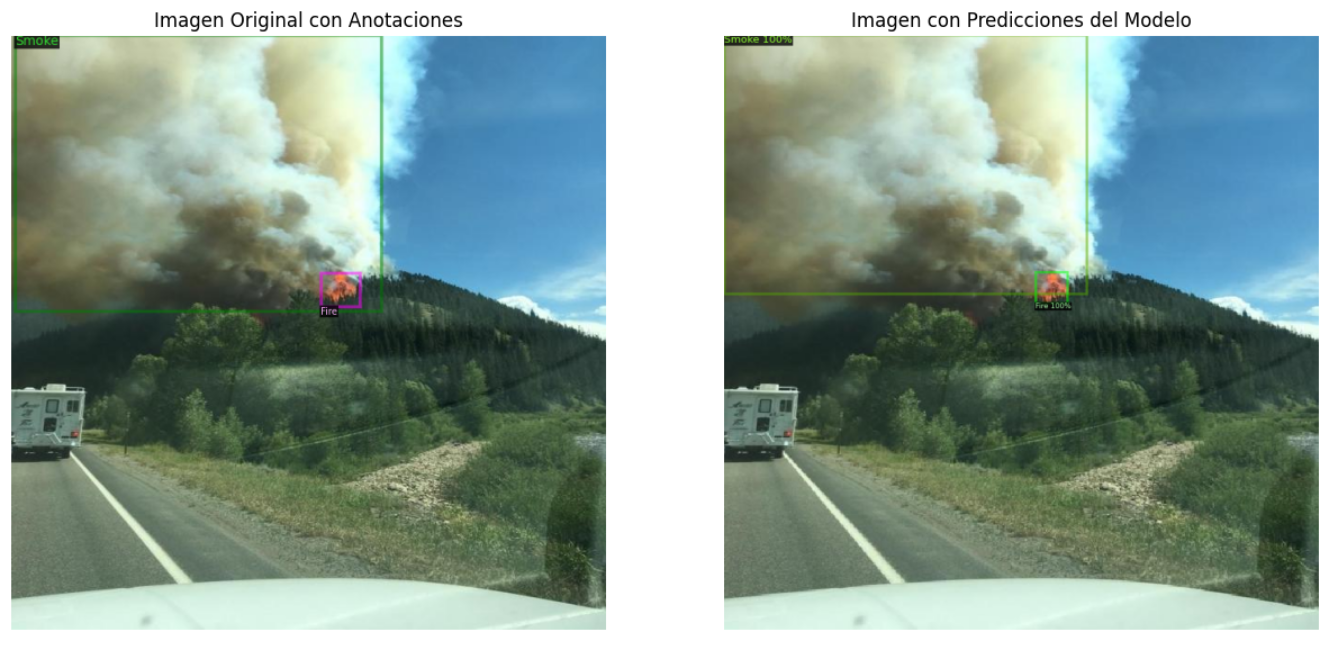 Imagen Original con Anotaciones
Imagen con Predicciones del Modelo
Smoke
Smoke 100%
Fire
Fire 100%